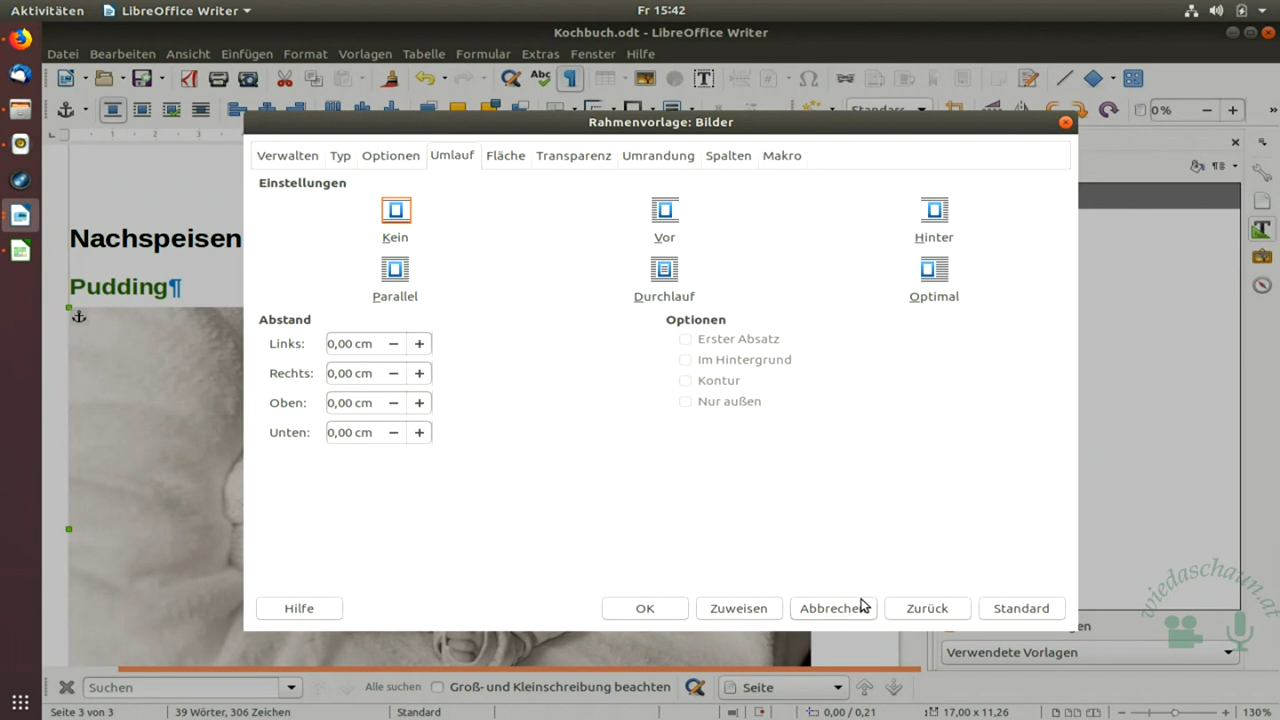 Aktivitäten LibreOffice Writer Fr 15:42
Kochbuch.odt - LibreOffice Writer
Datei Bearbeiten Ansicht Einfügen Format Vorlagen Tabelle Formular Extras Fenster Hilfe
Abc
0%
Rahmenvorlage: Bilder
1 2 3
Verwalten Typ Optionen Umlauf Fläche Transparenz Umrandung Spalten Makro
Einstellungen
Kein Vor Hinter
Nachspeisen
Pudding¶
Parallel Durchlauf Optimal
Abstand Optionen
Links: 0,00 cm − + Erster Absatz
Im Hintergrund
Rechts: 0,00 cm − + Kontur
Oben: 0,00 cm − + Nur außen
Unten: 0,00 cm − +
wiedaschaun.at
Hilfe OK Zuweisen Abbrechen Zurück Standard
Verwendete Vorlagen
Suchen Alle suchen Groß- und Kleinschreibung beachten Seite
Seite 3 von 3 39 Wörter, 306 Zeichen Standard 0,00 / 0,21 17,00 x 11,26 130%